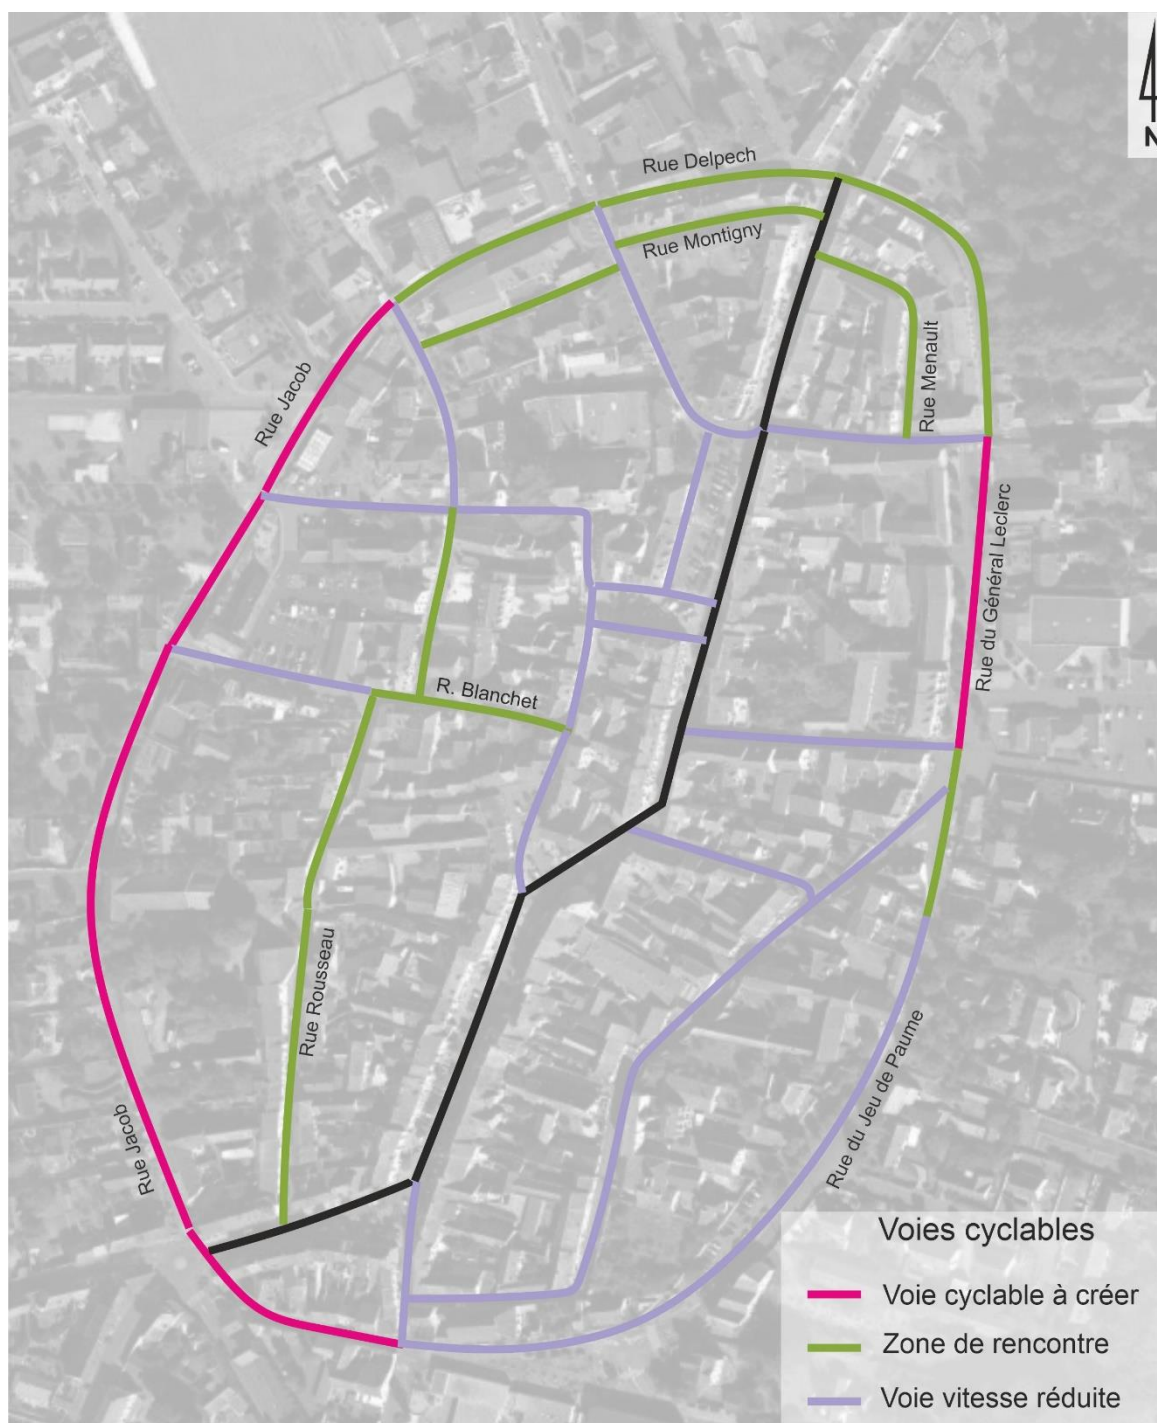 N
Rue Delpech
Rue Montigny
Rue Menault
Rue Jacob
Rue du Général Leclerc
R. Blanchet
Rue Rousseau
Rue du Jeu de Paume
Rue Jacob
Voies cyclables
Voie cyclable à créer
Zone de rencontre
Voie vitesse réduite